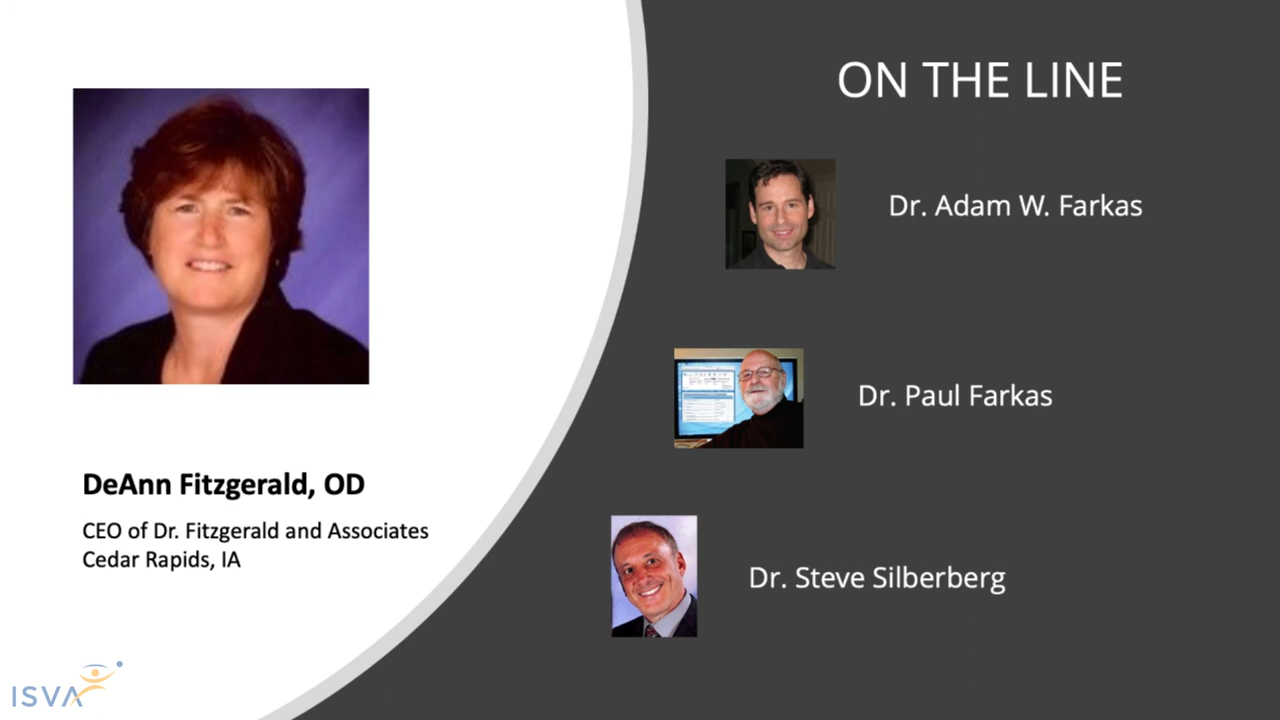 DeAnn Fitzgerald, OD
CEO of Dr. Fitzgerald and Associates
Cedar Rapids, IA
ISVA
ON THE LINE
Dr. Adam W. Farkas
Dr. Paul Farkas
Dr. Steve Silberberg